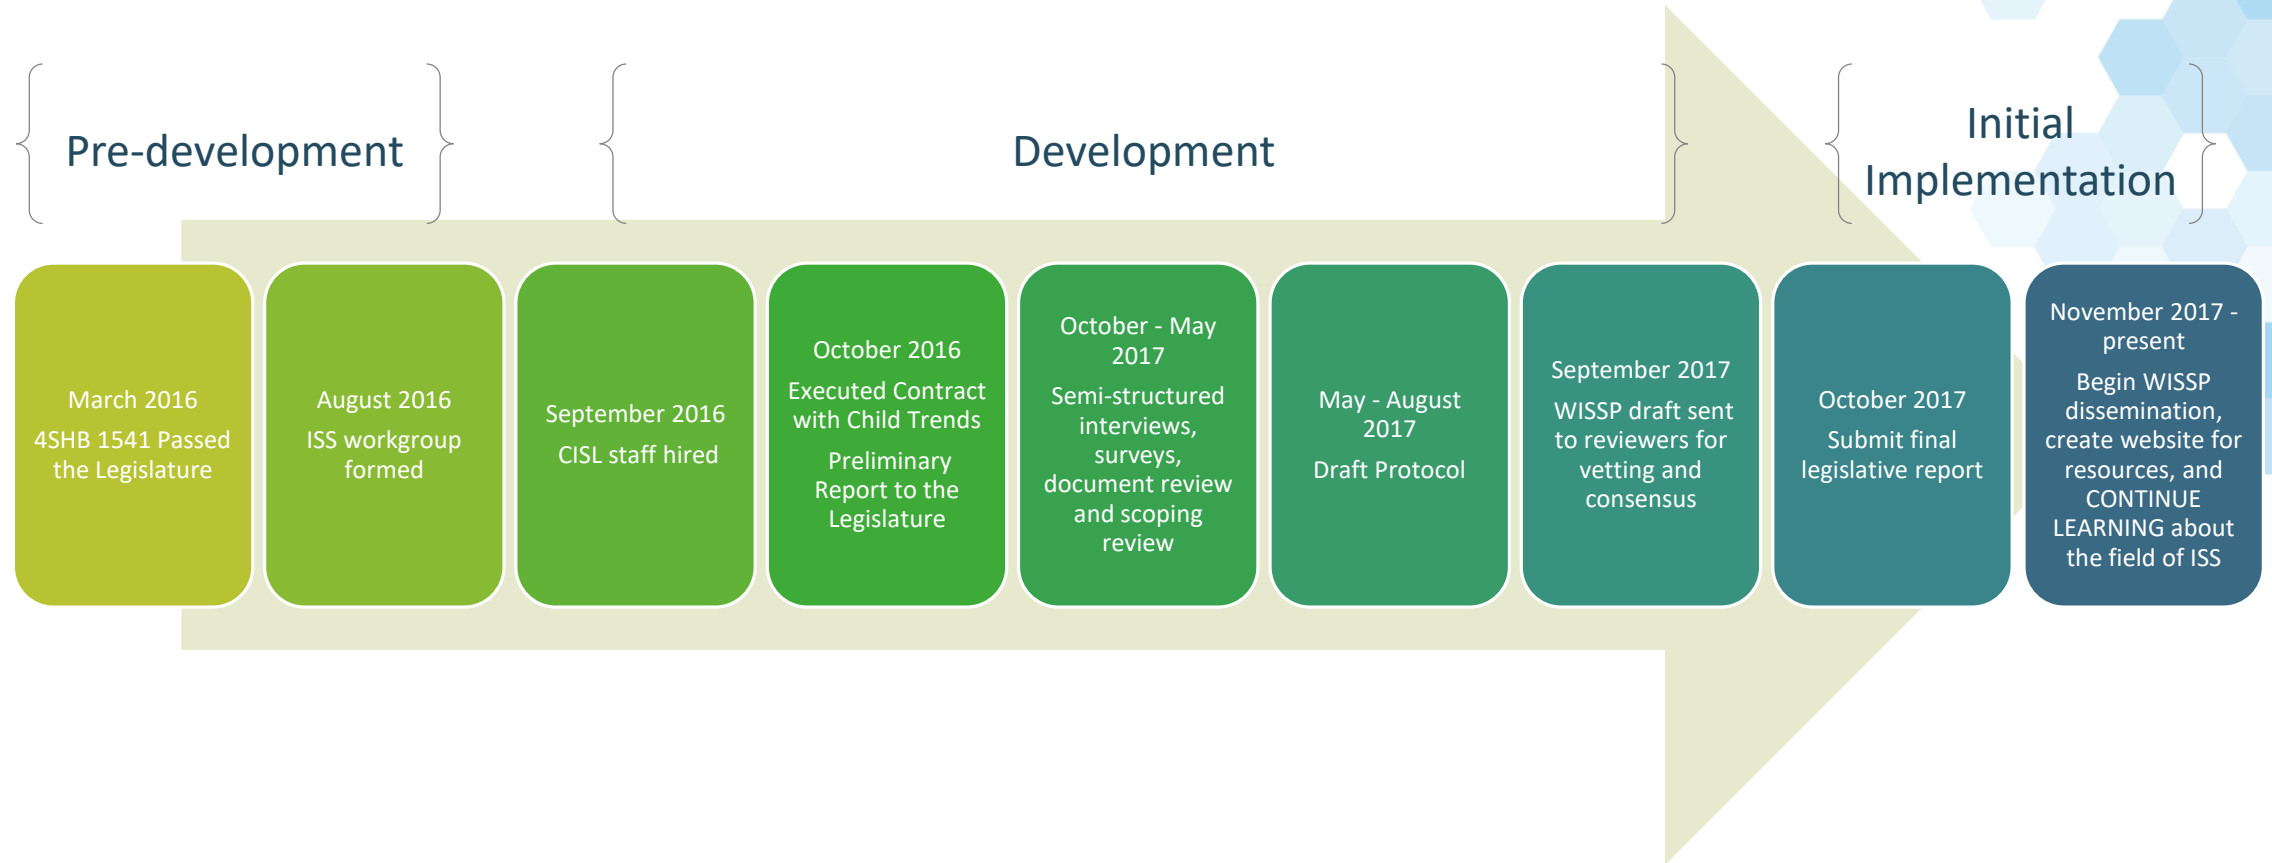 Pre-development
Development
Initial
Implementation
March 2016
4SHB 1541 Passed
the Legislature
August 2016
ISS workgroup
formed
September 2016
CISL staff hired
October 2016
Executed Contract
with Child Trends
Preliminary
Report to the
Legislature
October - May
2017
Semi-structured
interviews,
surveys,
document review
and scoping
review
May - August
2017
Draft Protocol
September 2017
WISSP draft sent
to reviewers for
vetting and
consensus
October 2017
Submit final
legislative report
November 2017 -
present
Begin WISSP
dissemination,
create website for
resources, and
CONTINUE
LEARNING about
the field of ISS